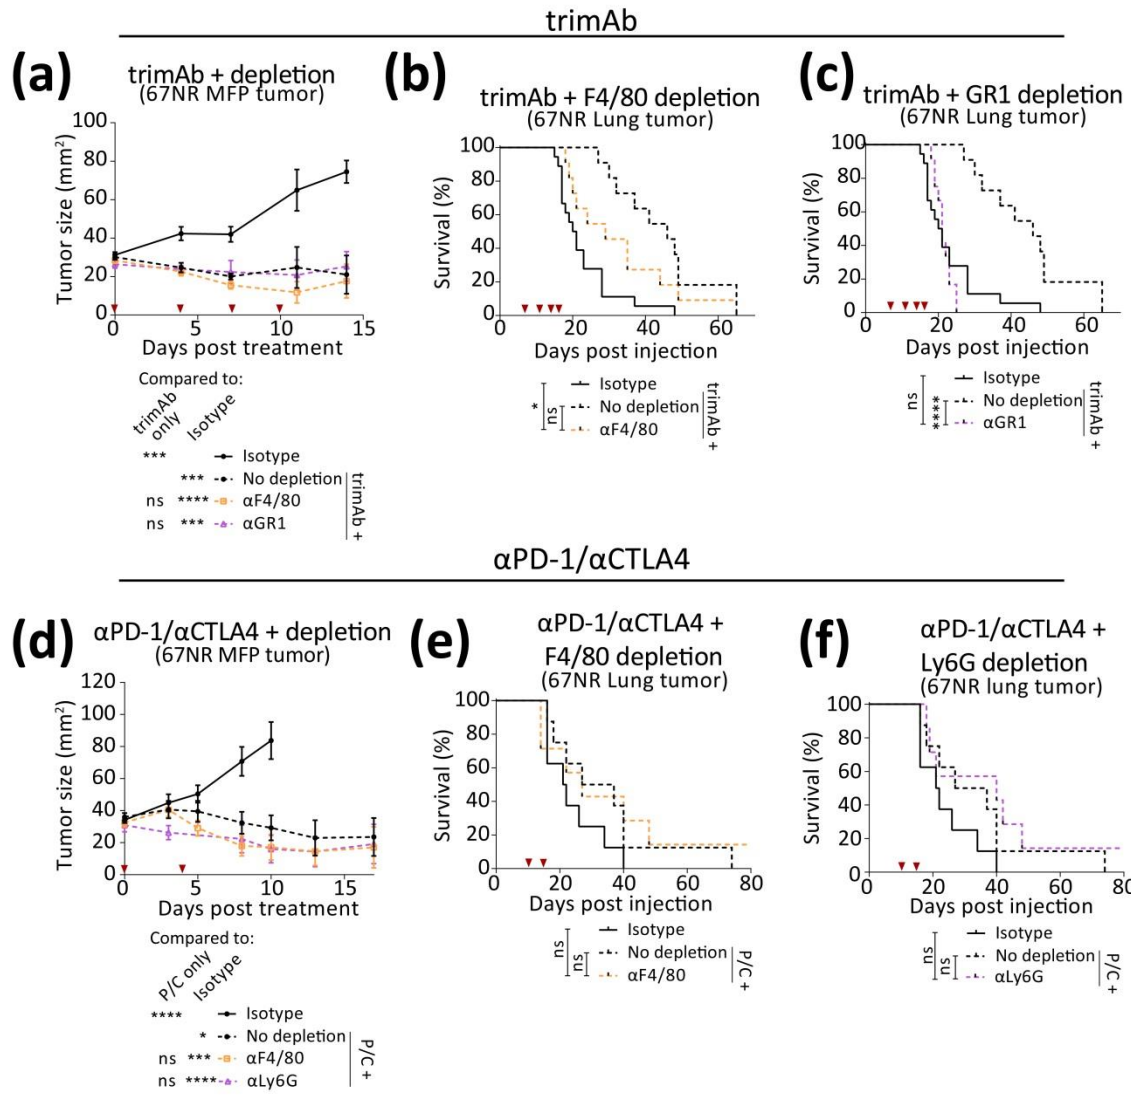 trimAb
(a)
trimAb + depletion
(67NR MFP tumor)
Tumor size (mm²)
100
80
60
40
20
0
0 5 10 15
Days post treatment
Compared to:
trimAb only
Isotype
*** Isotype
*** No depletion
ns **** αF4/80
ns *** αGR1
trimAb +
(b)
trimAb + F4/80 depletion
(67NR Lung tumor)
Survival (%)
100
80
60
40
20
0
0 20 40 60
Days post injection
Isotype
No depletion
αF4/80
*
ns
trimAb +
(c)
trimAb + GR1 depletion
(67NR Lung tumor)
Survival (%)
100
80
60
40
20
0
0 20 40 60
Days post injection
Isotype
No depletion
αGR1
ns
****
trimAb +
αPD-1/αCTLA4
(d)
αPD-1/αCTLA4 + depletion
(67NR MFP tumor)
Tumor size (mm²)
120
100
80
60
40
20
0
0 5 10 15
Days post treatment
Compared to:
P/C only
Isotype
**** Isotype
* No depletion
ns *** αF4/80
ns **** αLy6G
P/C +
(e)
αPD-1/αCTLA4 +
F4/80 depletion
(67NR Lung tumor)
Survival (%)
100
80
60
40
20
0
0 20 40 60 80
Days post injection
Isotype
No depletion
αF4/80
ns
ns
P/C +
(f)
αPD-1/αCTLA4 +
Ly6G depletion
(67NR lung tumor)
Survival (%)
100
80
60
40
20
0
0 20 40 60 80
Days post injection
Isotype
No depletion
αLy6G
ns
ns
P/C +